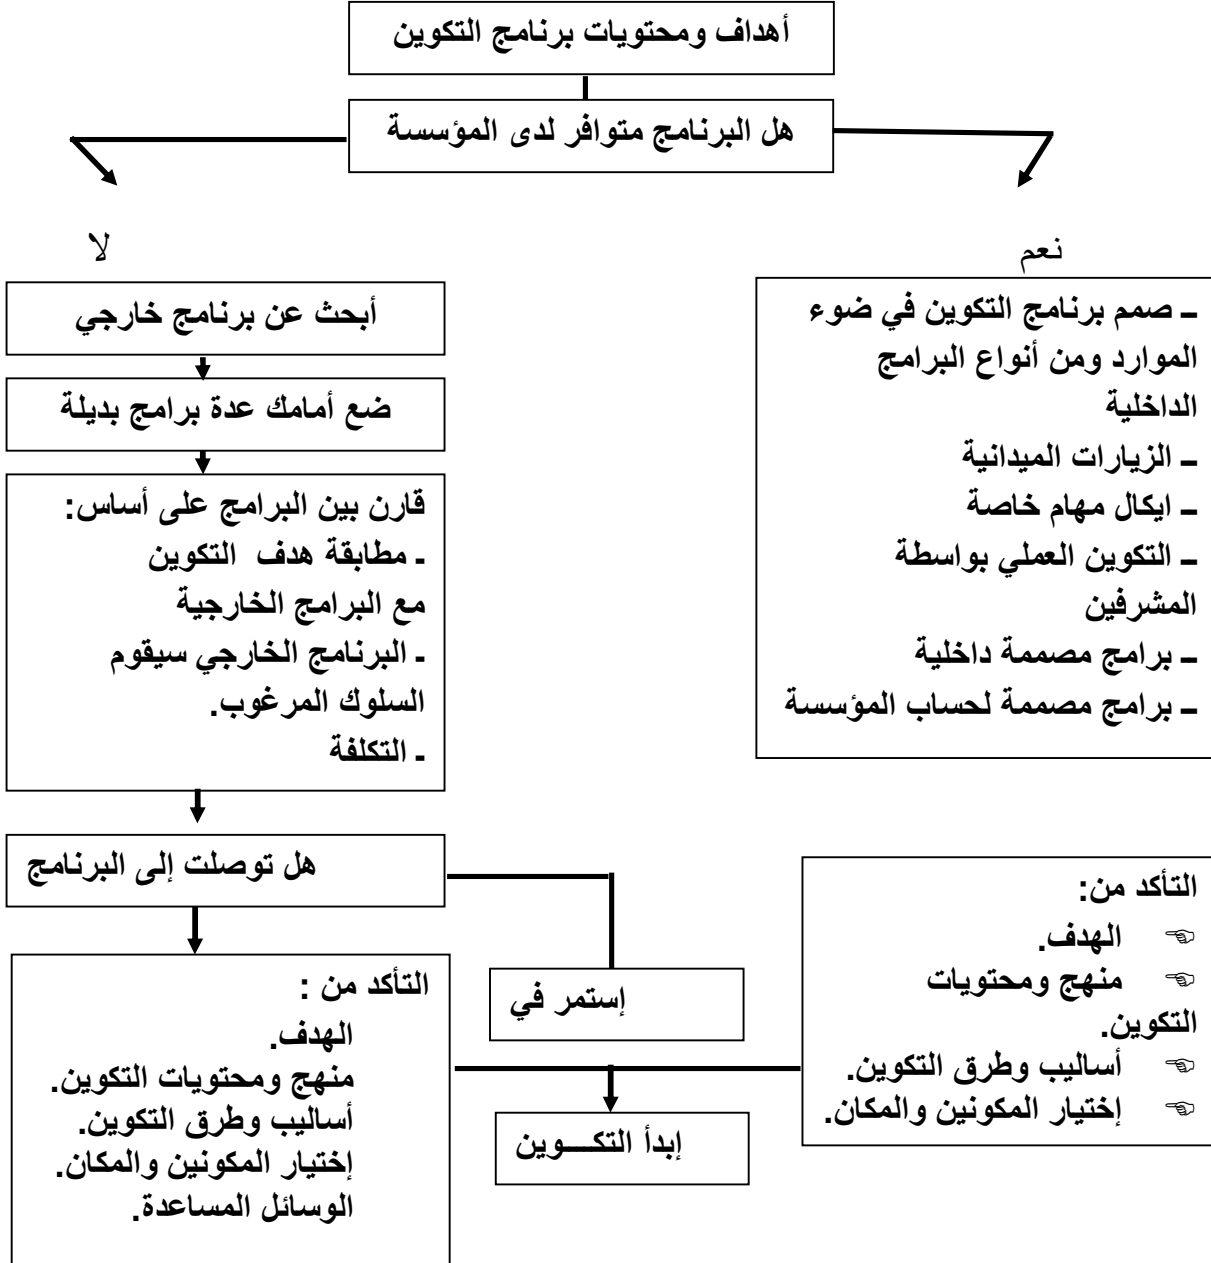 أهداف ومحتويات برنامج التكوين
هل البرنامج متوافر لدى المؤسسة
نعم
لا
ـ صمم برنامج التكوين في ضوء
الموارد ومن أنواع البرامج
الداخلية
ـ الزيارات الميدانية
ـ ايكال مهام خاصة
ـ التكوين العملي بواسطة
المشرفين
ـ برامج مصممة داخلية
ـ برامج مصممة لحساب المؤسسة
أبحث عن برنامج خارجي
ضع أمامك عدة برامج بديلة
قارن بين البرامج على أساس:
ـ مطابقة هدف التكوين
مع البرامج الخارجية
ـ البرنامج الخارجي سيقوم
السلوك المرغوب.
ـ التكلفة
هل توصلت إلى البرنامج
التأكد من:
☜ الهدف.
☜ منهج ومحتويات
التكوين.
☜ أساليب وطرق التكوين.
☜ إختيار المكونين والمكان.
إستمر في
التأكد من :
الهدف.
منهج ومحتويات التكوين.
أساليب وطرق التكوين.
إختيار المكونين والمكان.
الوسائل المساعدة.
إبدأ التكـــوين